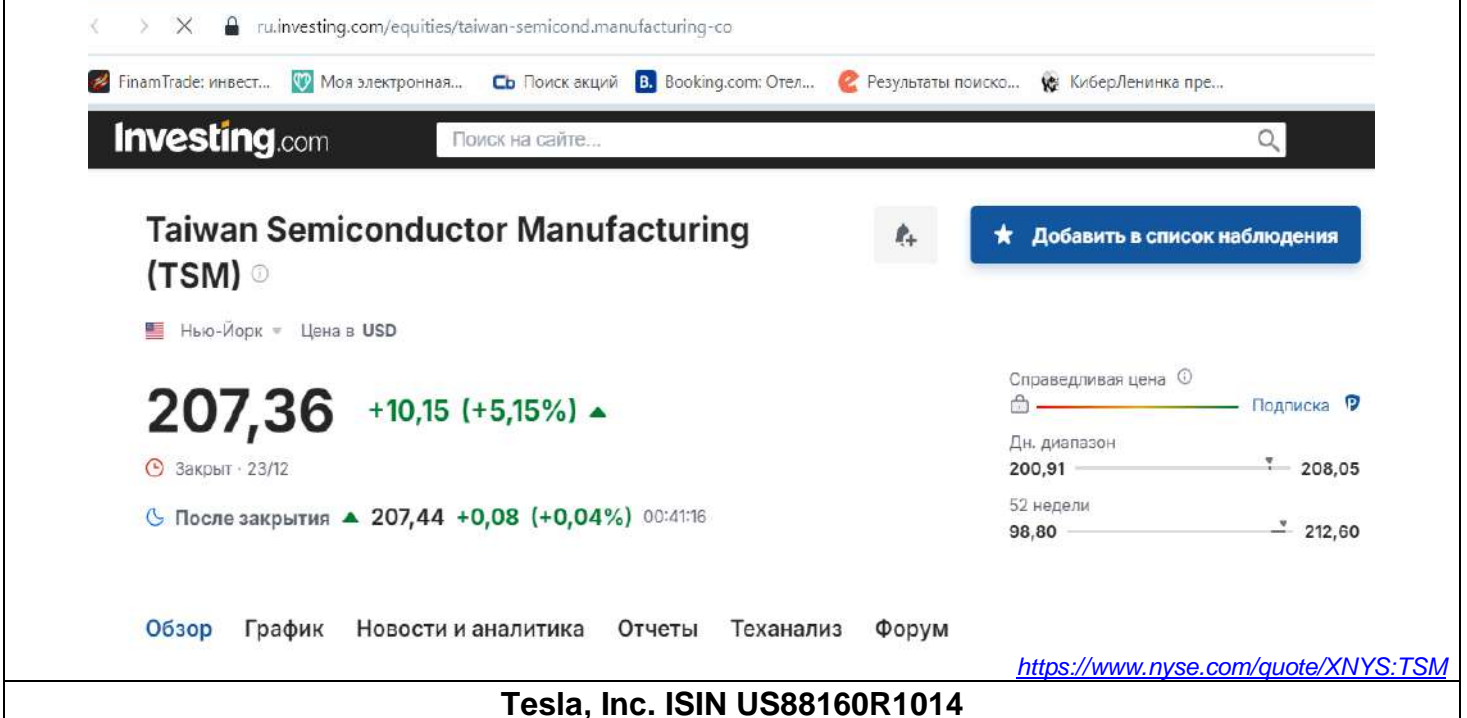 ru.investing.com/equities/taiwan-semicond.manufacturing-co
FinamTrade: инвест... Моя электронная... Сb Поиск акций B. Booking.com: Отел... Результаты поиско... КиберЛенинка пре...
Investing.com Поиск на сайте...
Taiwan Semiconductor Manufacturing
(TSM)
Добавить в список наблюдения
Нью-Йорк Цена в USD
207,36 +10,15 (+5,15%)
Закрыт · 23/12
После закрытия 207,44 +0,08 (+0,04%) 00:41:16
Справедливая цена
Подписка
Дн. диапазон
200,91 208,05
52 недели
98,80 212,60
Обзор График Новости и аналитика Отчеты Теханализ Форум
https://www.nyse.com/quote/XNYS:TSM
Tesla, Inc. ISIN US88160R1014